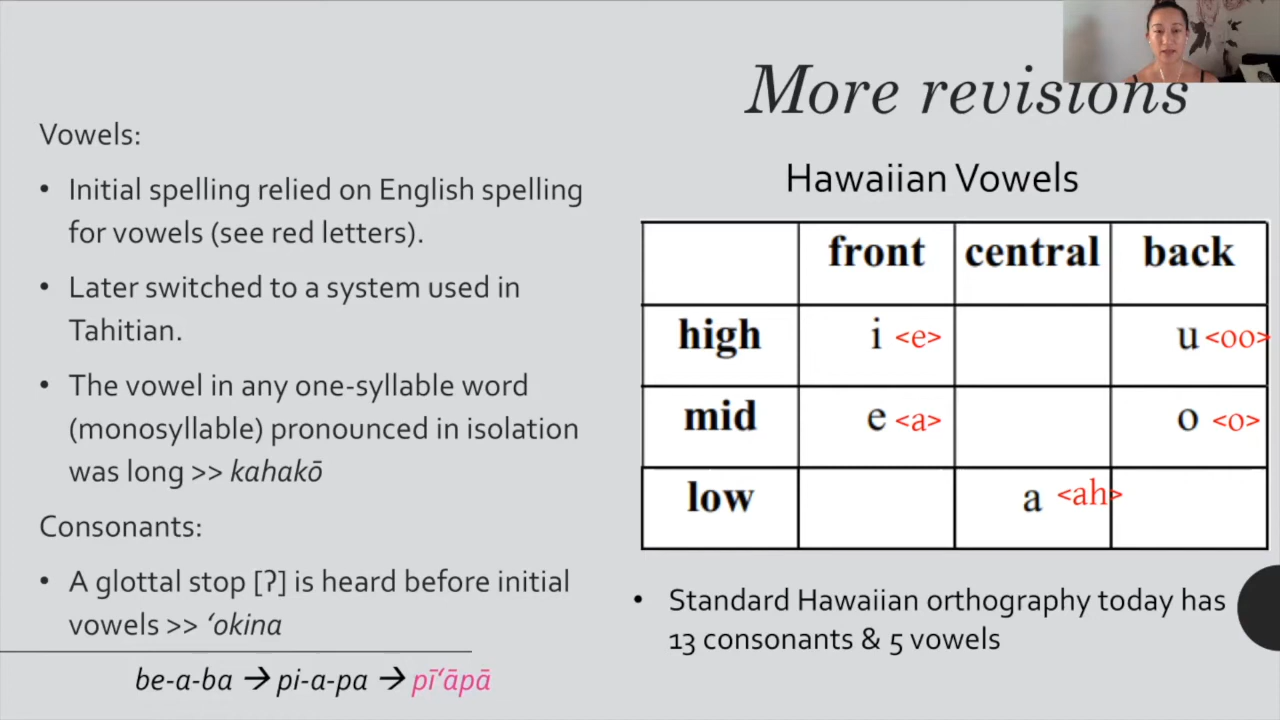 More revisions
Vowels:
• Initial spelling relied on English spelling
for vowels (see red letters).
• Later switched to a system used in
Tahitian.
• The vowel in any one-syllable word
(monosyllable) pronounced in isolation
was long >> kahakō
Consonants:
• A glottal stop [ʔ] is heard before initial
vowels >> ʻokina
be-a-ba → pi-a-pa → pīʻāpā
Hawaiian Vowels
front central back
high i <e> u <oo>
mid e <a> o <o>
low a <ah>
• Standard Hawaiian orthography today has
13 consonants & 5 vowels